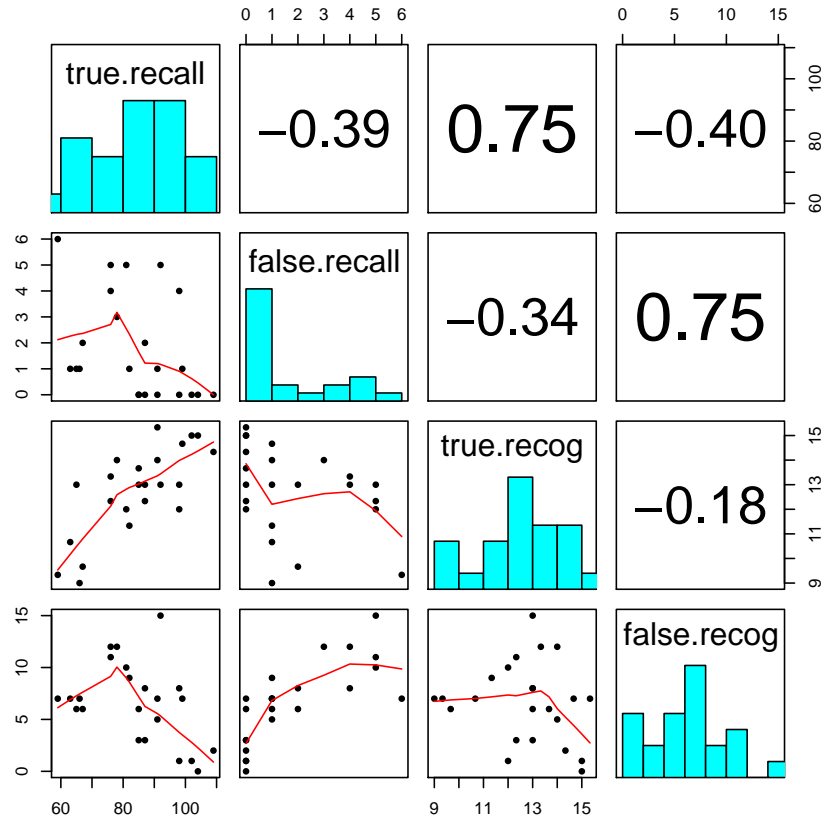 0 1 2 3 4 5 6 0 5 10 15
true.recall −0.39 0.75 −0.40 60 80 100
0 1 2 3 4 5 6 false.recall −0.34 0.75
true.recog −0.18 9 11 13 15
0 5 10 15 false.recog
60 80 100 9 11 13 15